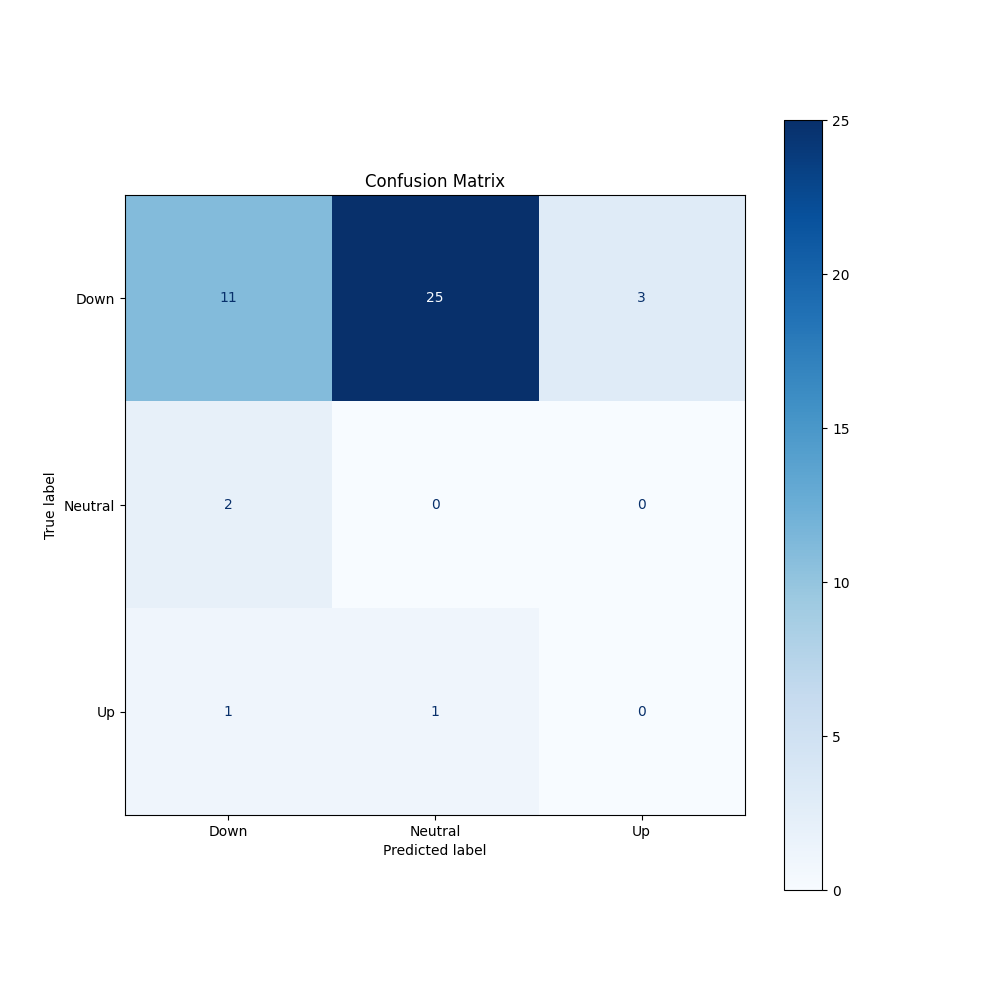 Confusion Matrix
25
20
15
10
5
0
True label
Down
11 25 3
Neutral
2 0 0
Up
1 1 0
Down Neutral Up
Predicted label